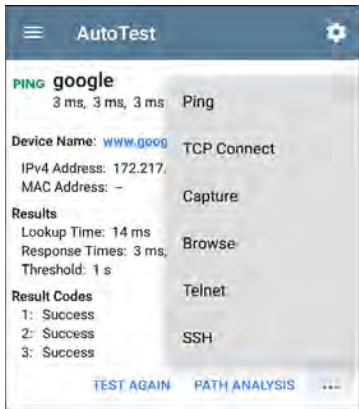 AutoTest
PING google
3 ms, 3 ms, 3 ms
Device Name: www.goog
IPv4 Address: 172.217.
MAC Address: --
Results
Lookup Time: 14 ms
Response Times: 3 ms,
Threshold: 1 s
Result Codes
1: Success
2: Success
3: Success
Ping
TCP Connect
Capture
Browse
Telnet
SSH
TEST AGAIN PATH ANALYSIS ...